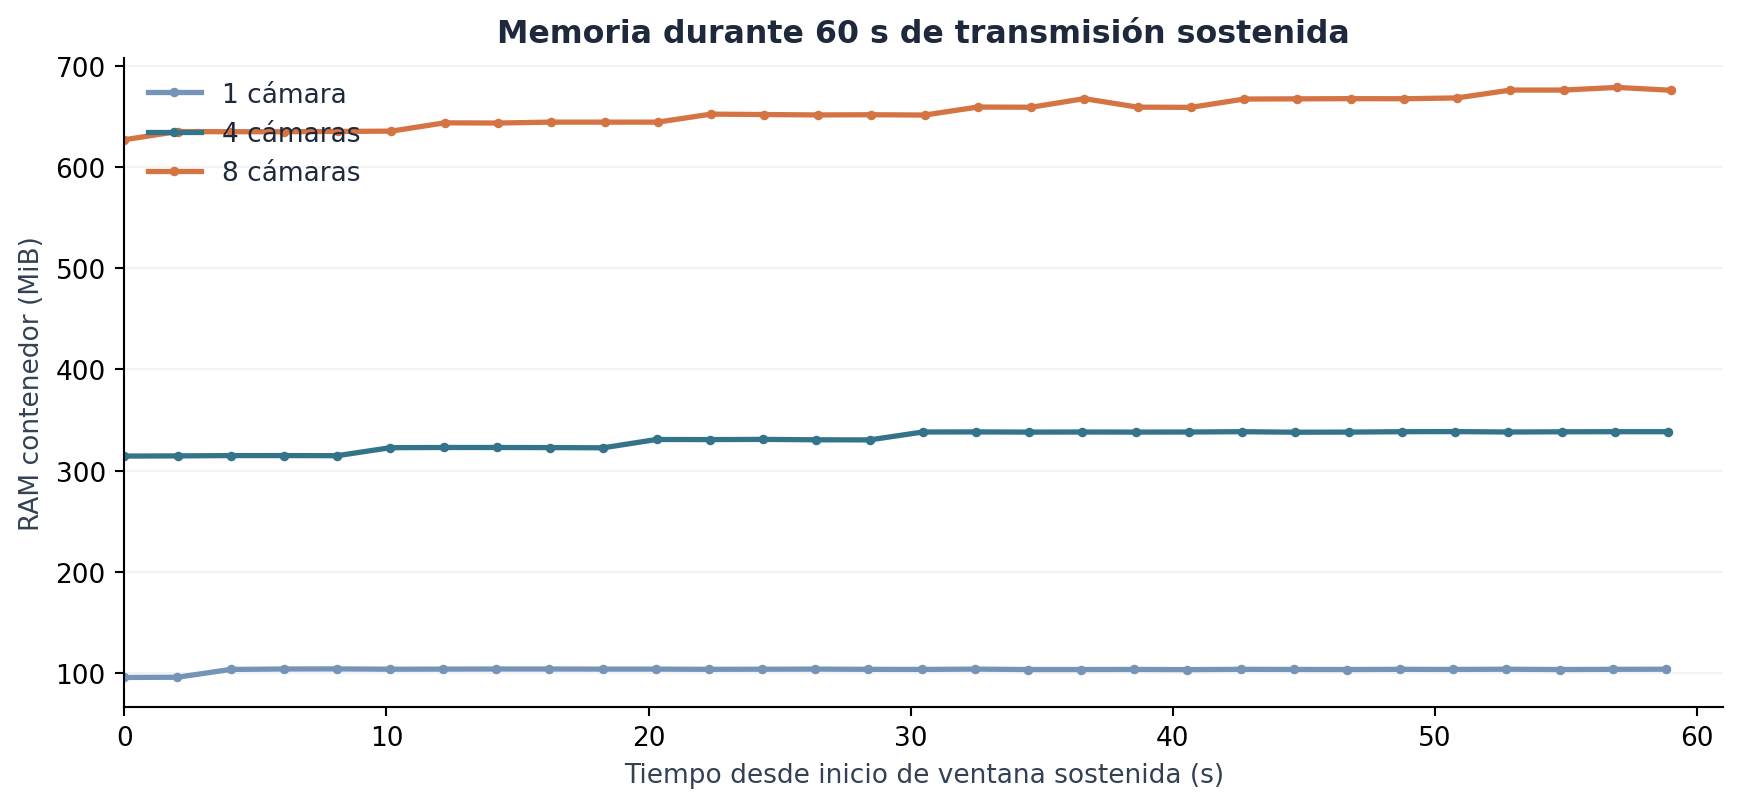 Memoria durante 60 s de transmisión sostenida
1 cámara
4 cámaras
8 cámaras
RAM contenedor (MiB)
700
600
500
400
300
200
100
0 10 20 30 40 50 60
Tiempo desde inicio de ventana sostenida (s)